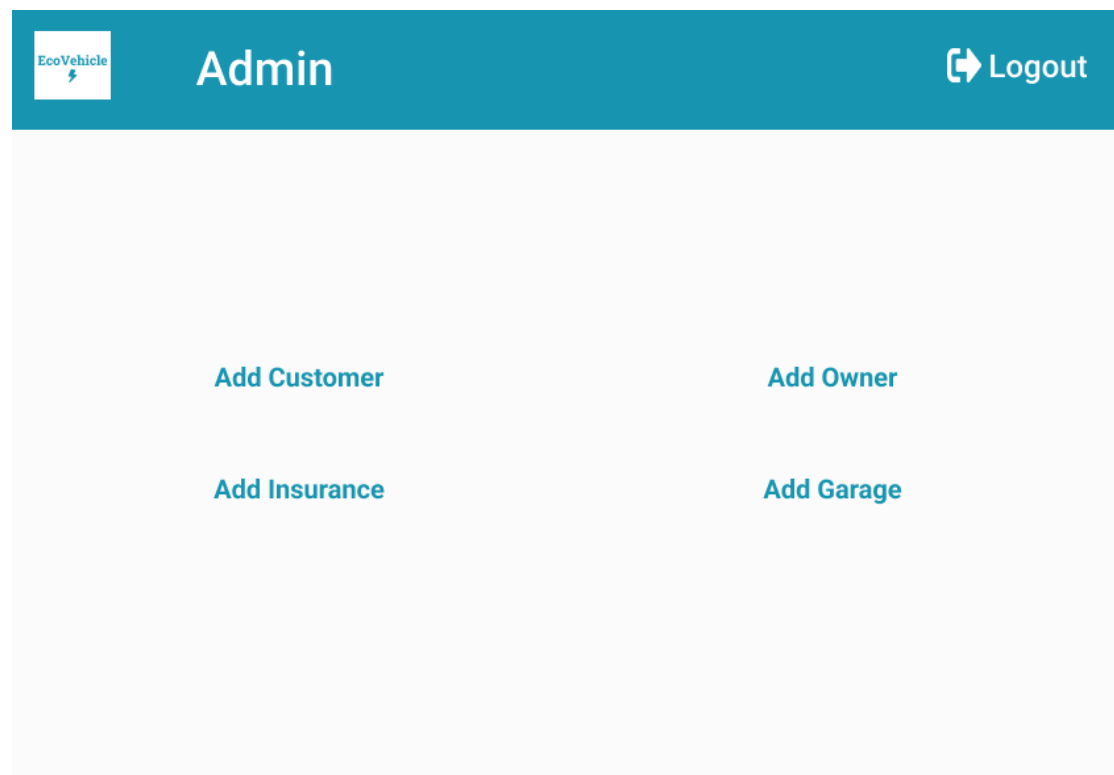 EcoVehicle
Admin
Logout
Add Customer
Add Owner
Add Insurance
Add Garage